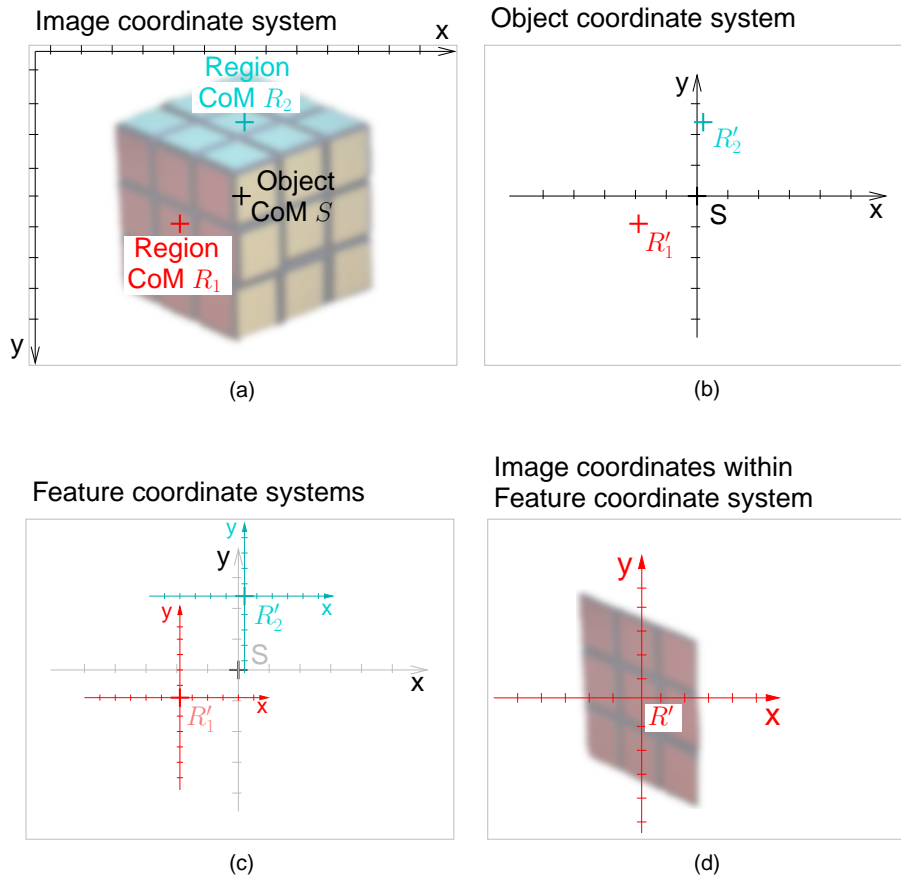 Image coordinate system
x
Region
CoM R₂
Object
CoM S
Region
CoM R₁
y
(a)
Object coordinate system
y
R′₂
x
S
R′₁
(b)
Feature coordinate systems
y
y
R′₂
x
y
S
x
R′₁
x
(c)
Image coordinates within
Feature coordinate system
y
R′
x
(d)